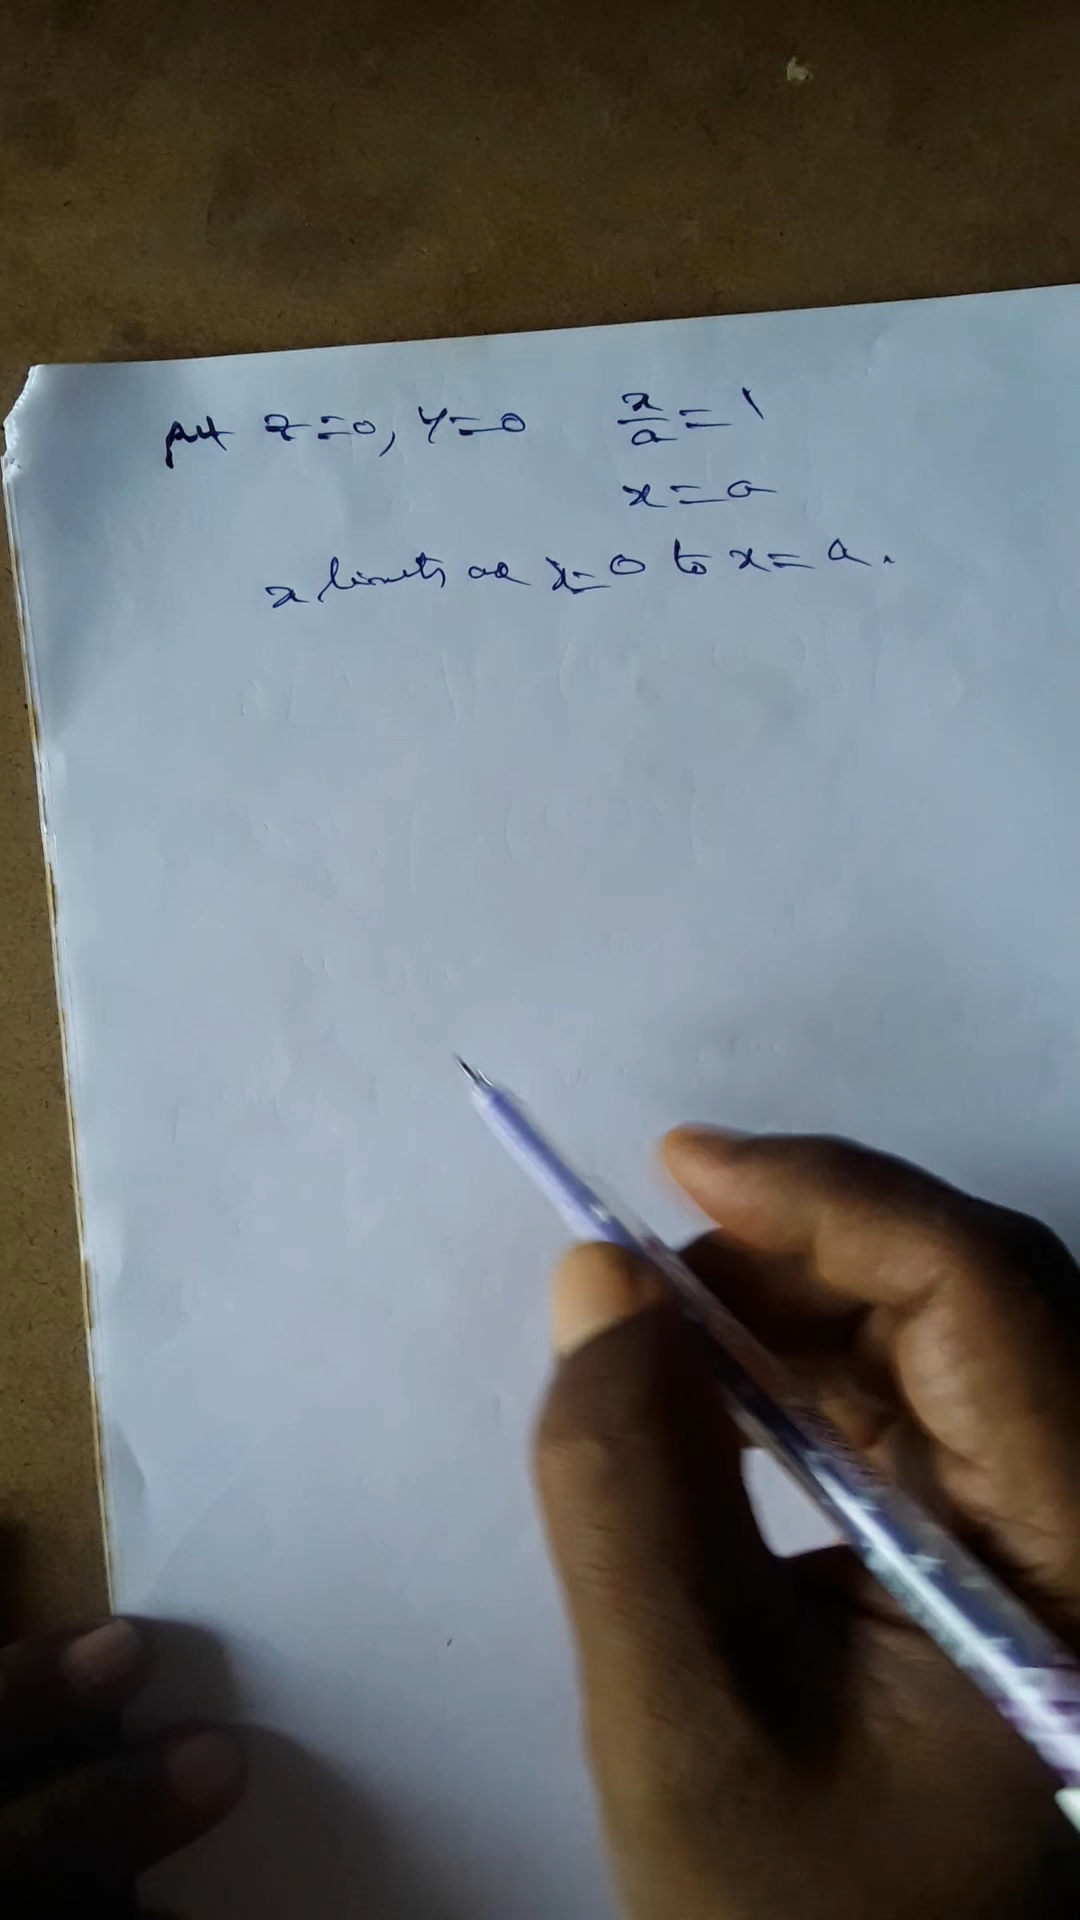 put z=0, y=0 x/a = 1
x = a
x limits are x=0 to x=a.